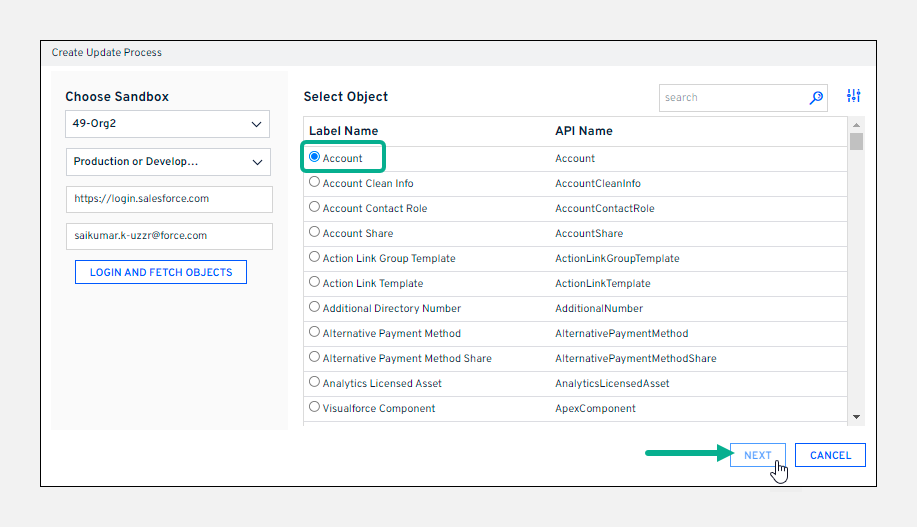 Create Update Process
Choose Sandbox
49-Org2
Production or Develop...
https://login.salesforce.com
saikumar.k-uzzr@force.com
LOGIN AND FETCH OBJECTS
Select Object
search
Label Name API Name
Account Account
Account Clean Info AccountCleanInfo
Account Contact Role AccountContactRole
Account Share AccountShare
Action Link Group Template ActionLinkGroupTemplate
Action Link Template ActionLinkTemplate
Additional Directory Number AdditionalNumber
Alternative Payment Method AlternativePaymentMethod
Alternative Payment Method Share AlternativePaymentMethodShare
Analytics Licensed Asset AnalyticsLicensedAsset
Visualforce Component ApexComponent
NEXT CANCEL